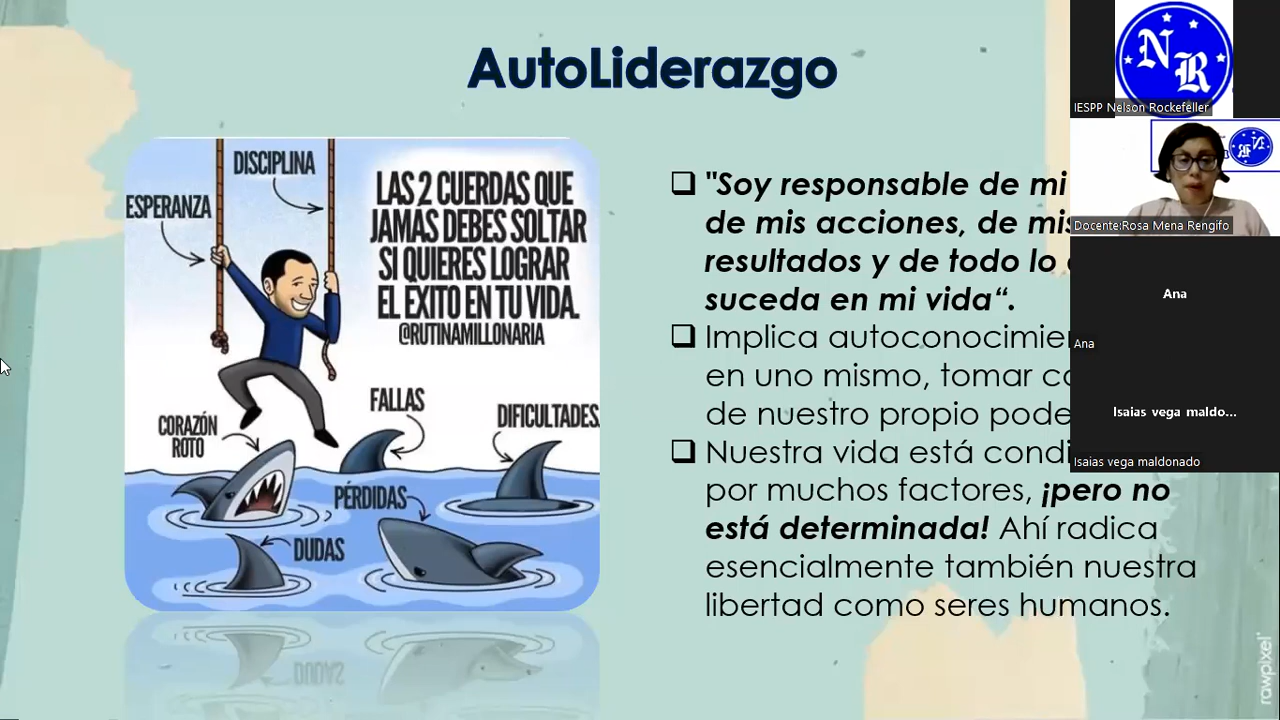 AutoLiderazgo
ESPERANZA
DISCIPLINA
LAS 2 CUERDAS QUE
JAMAS DEBES SOLTAR
SI QUIERES LOGRAR
EL EXITO EN TU VIDA.
@RUTINAMILLONARIA
CORAZÓN
ROTO
FALLAS
DIFICULTADES
PÉRDIDAS
DUDAS
❑ "Soy responsable de mi
de mis acciones, de mis
resultados y de todo lo
suceda en mi vida“.
❑ Implica
en uno mismo, tomar
de nuestro propio
❑ Nuestra vida está
por muchos factores, ¡pero no
está determinada! Ahí radica
esencialmente también nuestra
libertad como seres humanos.
NR
IESPP Nelson Rockefeller
NR
Docente:Rosa Mena Rengifo
Ana
Ana
Isaias vega maldo...
Isaias vega maldonado
rawpixel